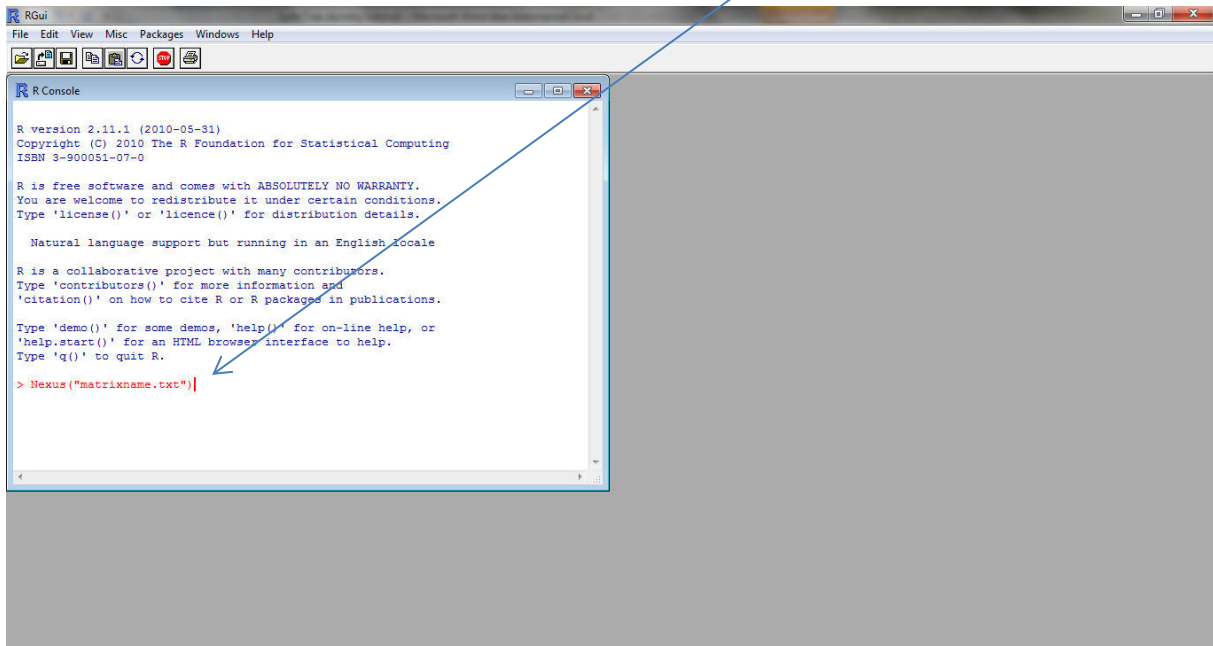 RGui
File Edit View Misc Packages Windows Help
STOP
R Console
R version 2.11.1 (2010-05-31)
Copyright (C) 2010 The R Foundation for Statistical Computing
ISBN 3-900051-07-0
R is free software and comes with ABSOLUTELY NO WARRANTY.
You are welcome to redistribute it under certain conditions.
Type 'license()' or 'licence()' for distribution details.
Natural language support but running in an English locale
R is a collaborative project with many contributors.
Type 'contributors()' for more information and
'citation()' on how to cite R or R packages in publications.
Type 'demo()' for some demos, 'help()' for on-line help, or
'help.start()' for an HTML browser interface to help.
Type 'q()' to quit R.
> Nexus("matrixname.txt")